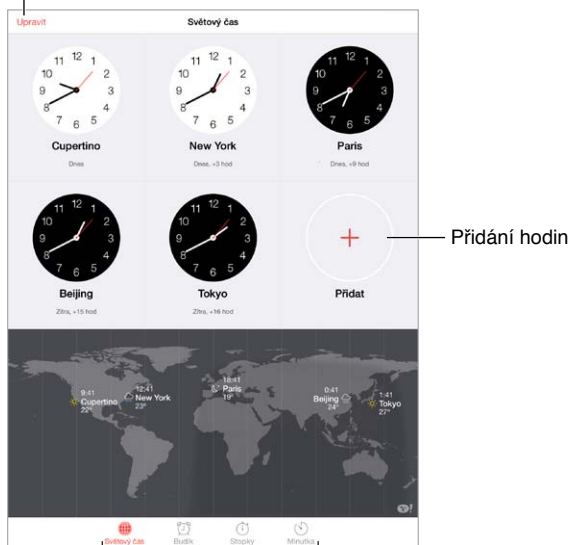 Upravit
Světový čas
Cupertino
Dnes
New York
Dnes, +3 hod
Paris
Dnes, +9 hod
Beijing
Zítra, +15 hod
Tokyo
Zítra, +16 hod
Přidat
Přidání hodin
9:41
Cupertino
22°
12:41
New York
23°
18:41
Paris
19°
0:41
Beijing
24°
1:41
Tokyo
27°
Y!
Světový čas
Budík
Stopky
Minutka